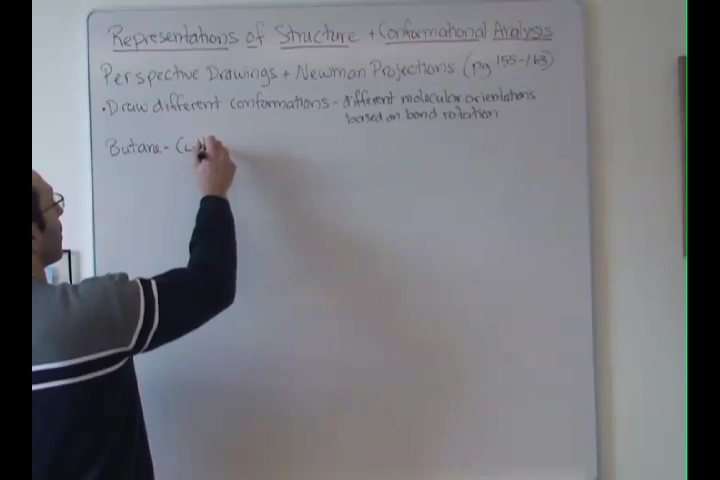 Representations of Structure + Conformational Analysis
Perspective Drawings + Newman Projections (pg 155-163)
• Draw different conformations - different molecular orientations
based on bond rotation
Butane -